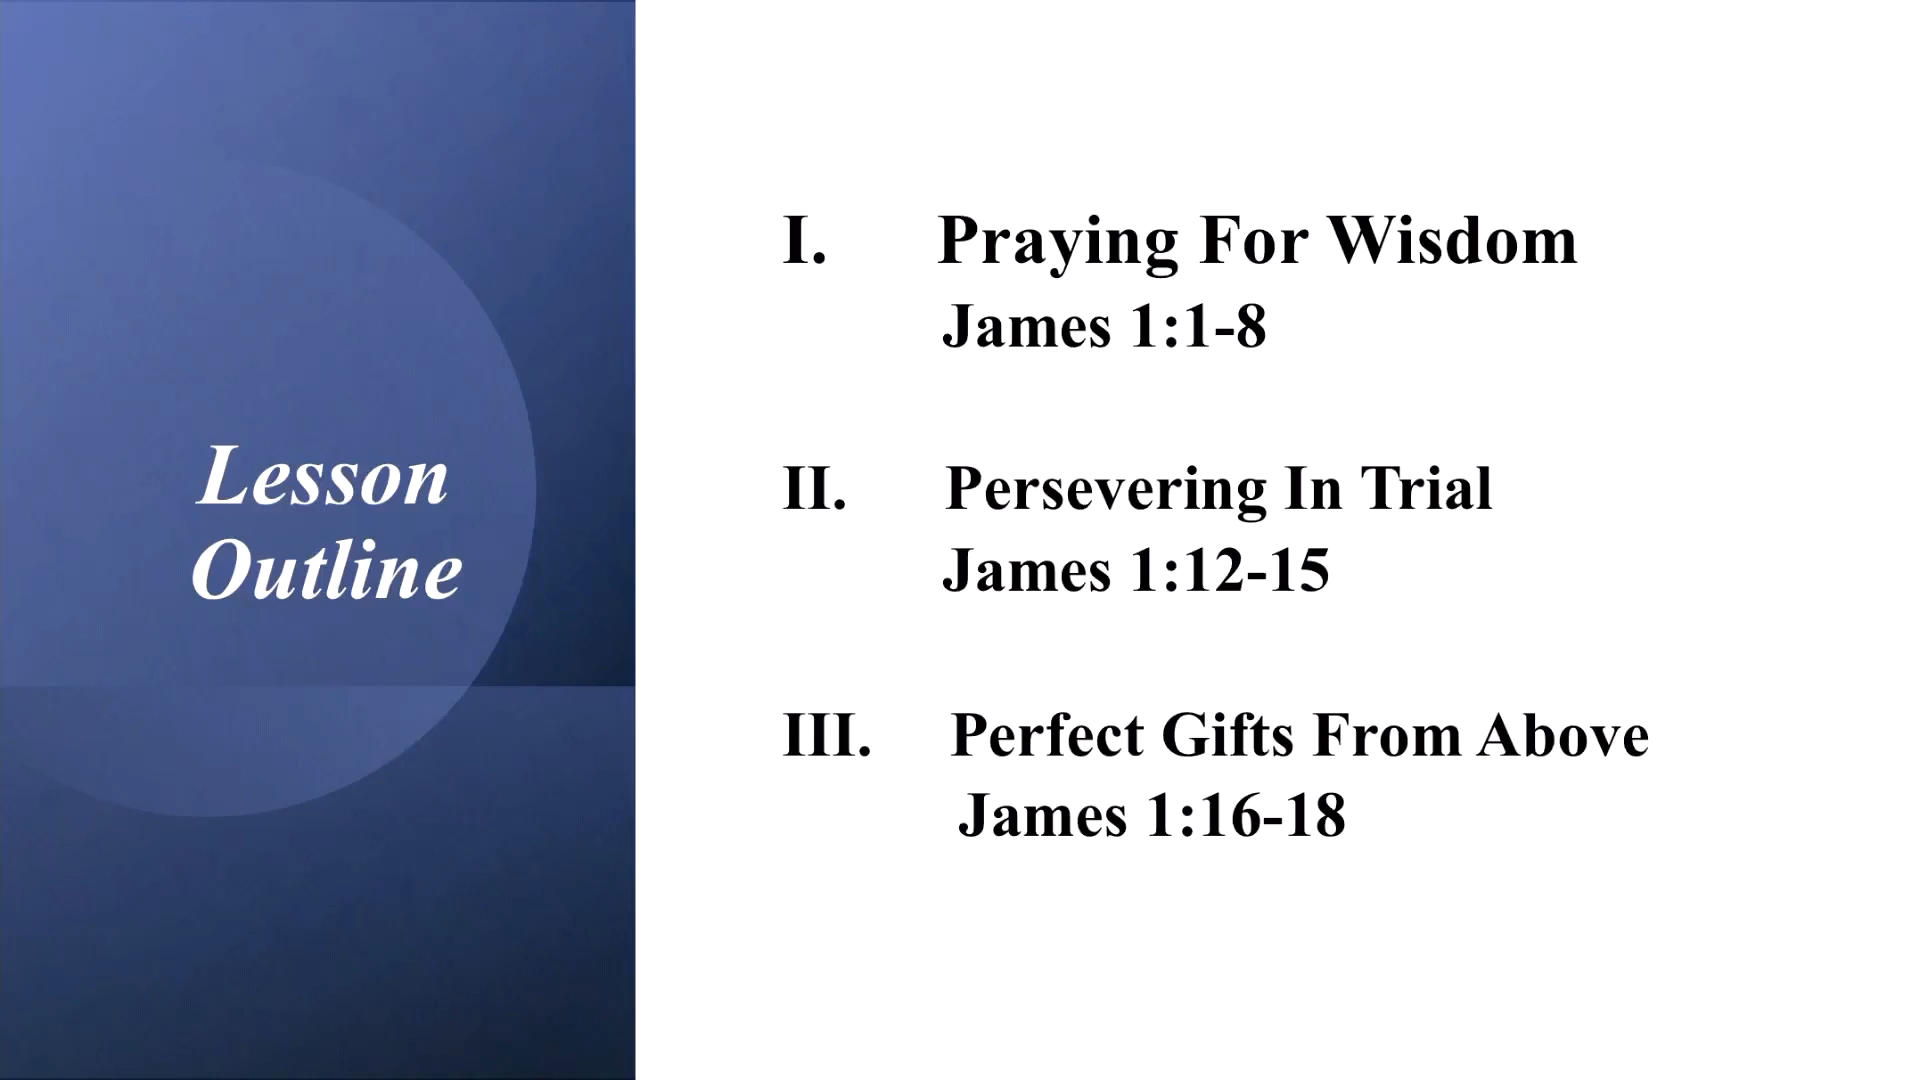 Lesson
Outline
I. Praying For Wisdom
James 1:1-8
II. Persevering In Trial
James 1:12-15
III. Perfect Gifts From Above
James 1:16-18